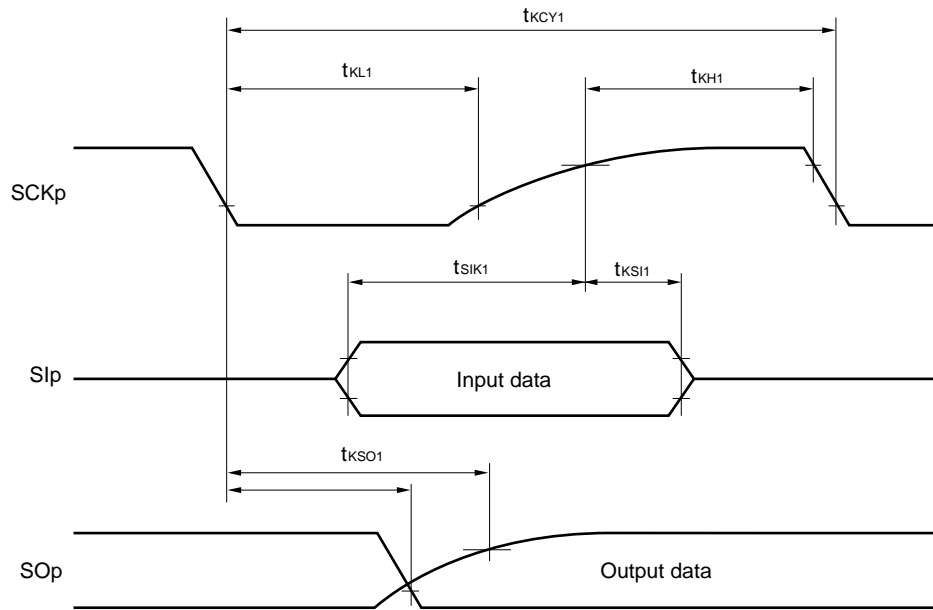 tKCY1
tKL1
tKH1
SCKp
tSIK1
tKSI1
SIp
Input data
tKSO1
SOp
Output data